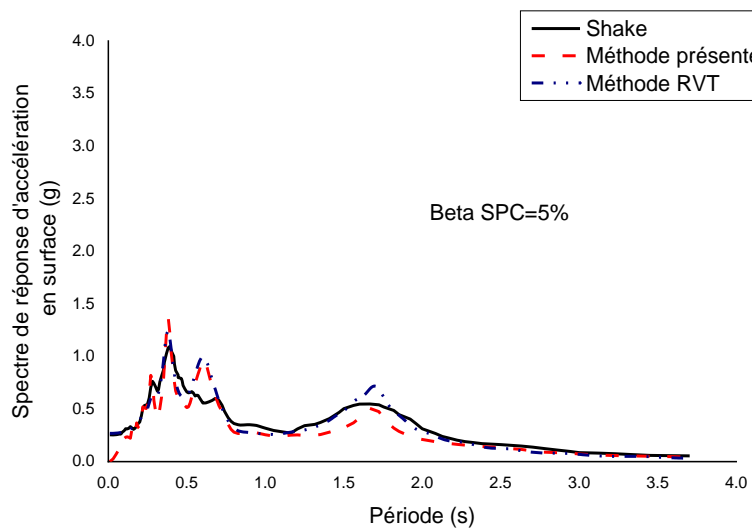 Shake
Méthode présente
Méthode RVT
Spectre de réponse d'accélération
en surface (g)
4.0
3.5
3.0
2.5
2.0
1.5
1.0
0.5
0.0
Beta SPC=5%
0.0 0.5 1.0 1.5 2.0 2.5 3.0 3.5 4.0
Période (s)